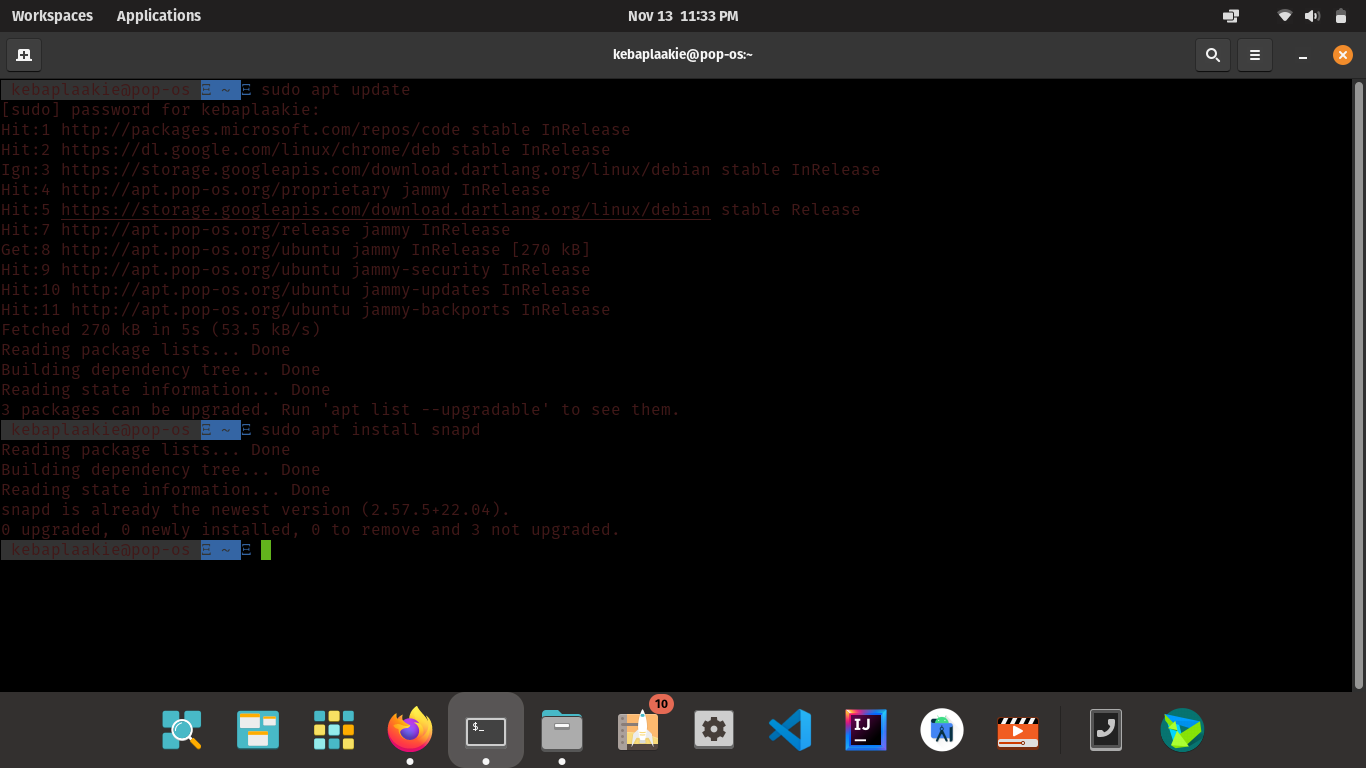 Workspaces Applications Nov 13 11:33 PM
kebaplaakie@pop-os:~
kebaplaakie@pop-os ~ sudo apt update
[sudo] password for kebaplaakie:
Hit:1 http://packages.microsoft.com/repos/code stable InRelease
Hit:2 https://dl.google.com/linux/chrome/deb stable InRelease
Ign:3 https://storage.googleapis.com/download.dartlang.org/linux/debian stable InRelease
Hit:4 http://apt.pop-os.org/proprietary jammy InRelease
Hit:5 https://storage.googleapis.com/download.dartlang.org/linux/debian stable Release
Hit:7 http://apt.pop-os.org/release jammy InRelease
Get:8 http://apt.pop-os.org/ubuntu jammy InRelease [270 kB]
Hit:9 http://apt.pop-os.org/ubuntu jammy-security InRelease
Hit:10 http://apt.pop-os.org/ubuntu jammy-updates InRelease
Hit:11 http://apt.pop-os.org/ubuntu jammy-backports InRelease
Fetched 270 kB in 5s (53.5 kB/s)
Reading package lists... Done
Building dependency tree... Done
Reading state information... Done
3 packages can be upgraded. Run 'apt list --upgradable' to see them.
kebaplaakie@pop-os ~ sudo apt install snapd
Reading package lists... Done
Building dependency tree... Done
Reading state information... Done
snapd is already the newest version (2.57.5+22.04).
0 upgraded, 0 newly installed, 0 to remove and 3 not upgraded.
kebaplaakie@pop-os ~
10
$_
IJ